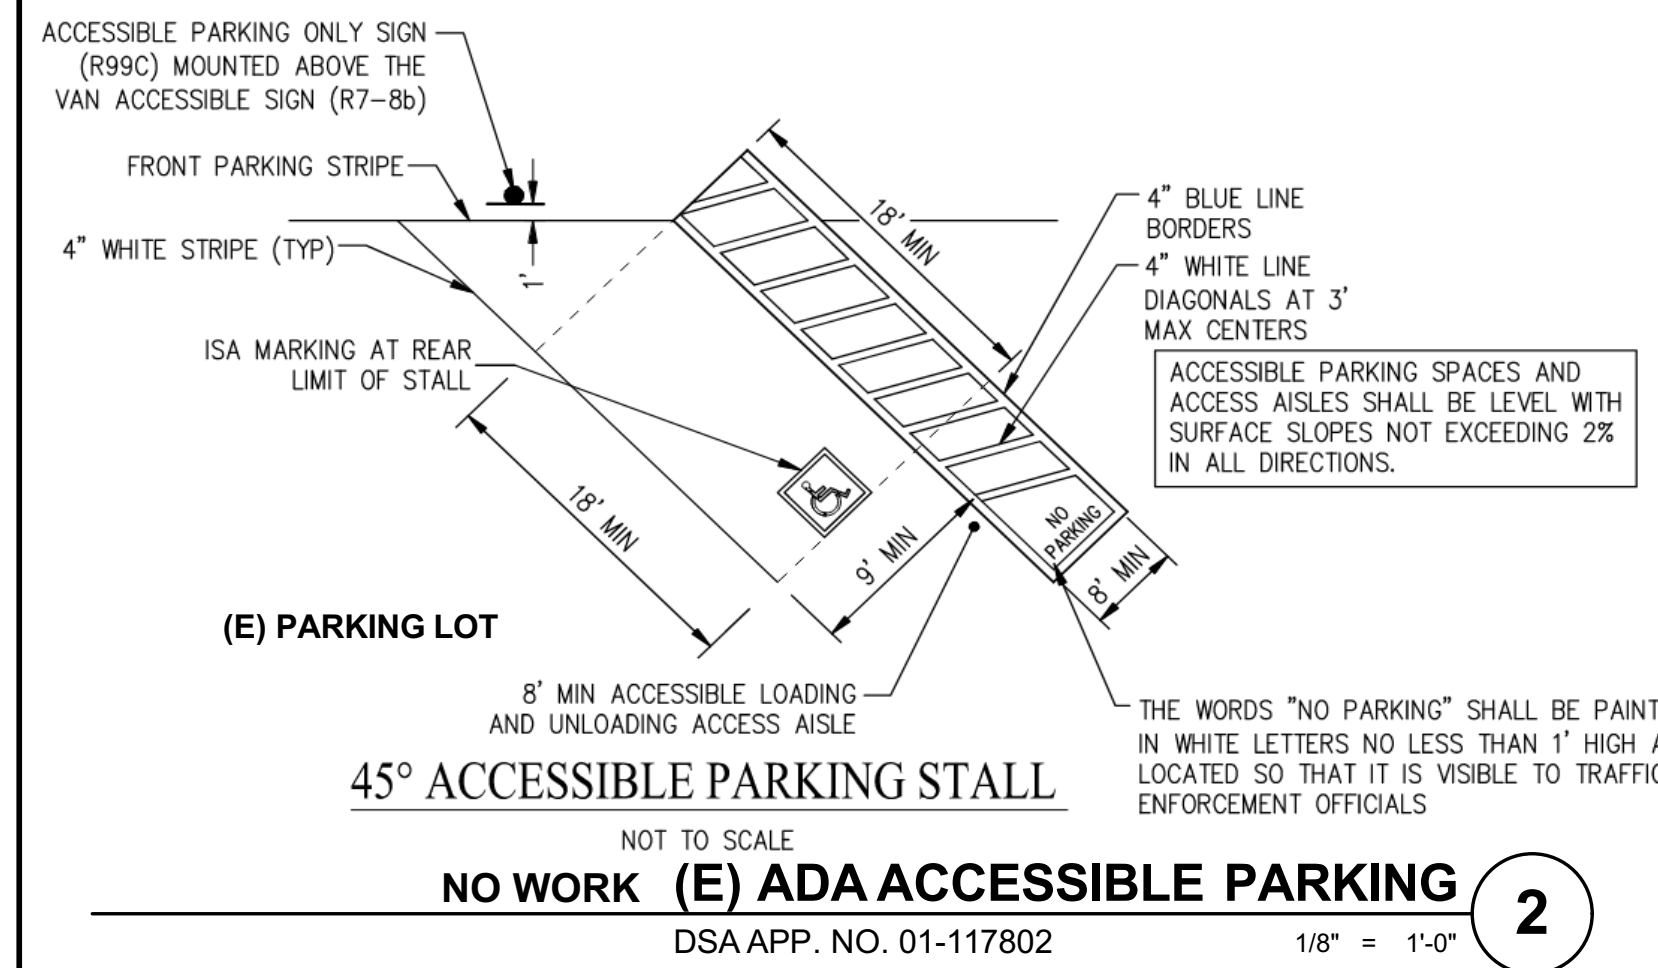 ACCESSIBLE PARKING ONLY SIGN
(R99C) MOUNTED ABOVE THE
VAN ACCESSIBLE SIGN (R7-8b)
FRONT PARKING STRIPE
4" WHITE STRIPE (TYP)
1'
ISA MARKING AT REAR
LIMIT OF STALL
18' MIN
18' MIN
4" BLUE LINE
BORDERS
4" WHITE LINE
DIAGONALS AT 3'
MAX CENTERS
ACCESSIBLE PARKING SPACES AND
ACCESS AISLES SHALL BE LEVEL WITH
SURFACE SLOPES NOT EXCEEDING 2%
IN ALL DIRECTIONS.
NO
PARKING
9' MIN
8' MIN
(E) PARKING LOT
8' MIN ACCESSIBLE LOADING
AND UNLOADING ACCESS AISLE
THE WORDS "NO PARKING" SHALL BE PAINT
IN WHITE LETTERS NO LESS THAN 1' HIGH A
LOCATED SO THAT IT IS VISIBLE TO TRAFFIC
ENFORCEMENT OFFICIALS
45° ACCESSIBLE PARKING STALL
NOT TO SCALE
NO WORK (E) ADA ACCESSIBLE PARKING
2
DSA APP. NO. 01-117802
1/8" = 1'-0"